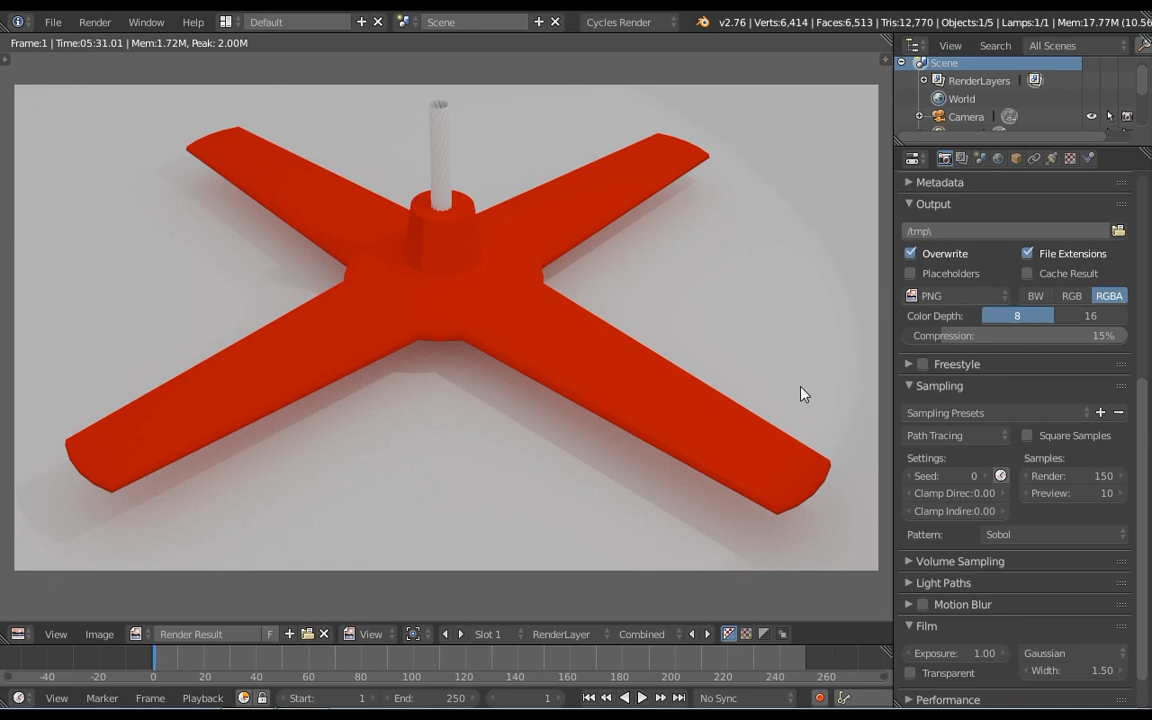 File Render Window Help Default Scene Cycles Render v2.76 | Verts:6,414 | Faces:6,513 | Tris:12,770 | Objects:1/5 | Lamps:1/1 | Mem:17.77M
Frame:1 | Time:05:31.01 | Mem:1.72M, Peak: 2.00M
View Search All Scenes
Scene
RenderLayers
World
Camera
Metadata
Output
/tmp\
Overwrite File Extensions
Placeholders Cache Result
PNG BW RGB RGBA
Color Depth: 8 16
Compression: 15%
Freestyle
Sampling
Sampling Presets
Path Tracing Square Samples
Settings: Samples:
Seed: 0 Render: 150
Clamp Direc:0.00 Preview: 10
Clamp Indire:0.00
Pattern: Sobol
Volume Sampling
Light Paths
Motion Blur
Film
Exposure: 1.00 Gaussian
Transparent Width: 1.50
Performance
View Image Render Result F View Slot 1 RenderLayer Combined
-40 -20 0 20 40 60 80 100 120 140 160 180 200 220 240 260
View Marker Frame Playback Start: 1 End: 250 1 No Sync